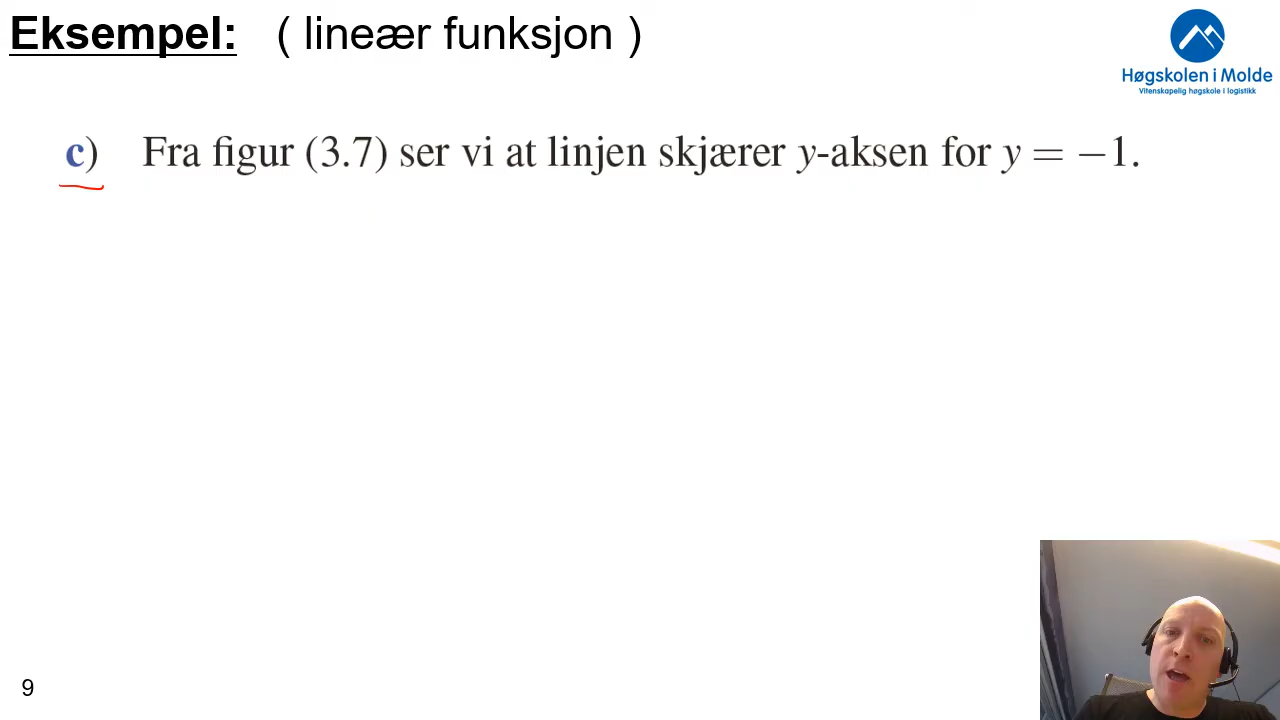 Eksempel: ( lineær funksjon )
Høgskolen i Molde
Vitenskapelig høgskole i logistikk
c) Fra figur (3.7) ser vi at linjen skjærer y-aksen for y = −1.
9